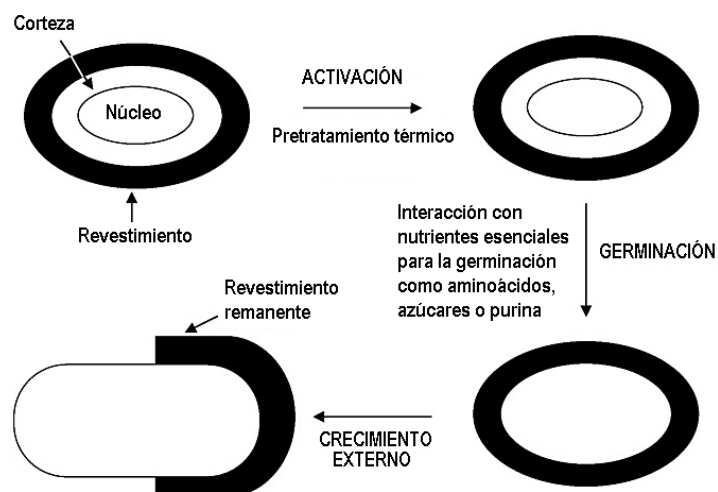 Corteza
Núcleo
Revestimiento
ACTIVACIÓN
Pretratamiento térmico
Interacción con
nutrientes esenciales
para la germinación
como aminoácidos,
azúcares o purina
GERMINACIÓN
Revestimiento
remanente
CRECIMIENTO
EXTERNO